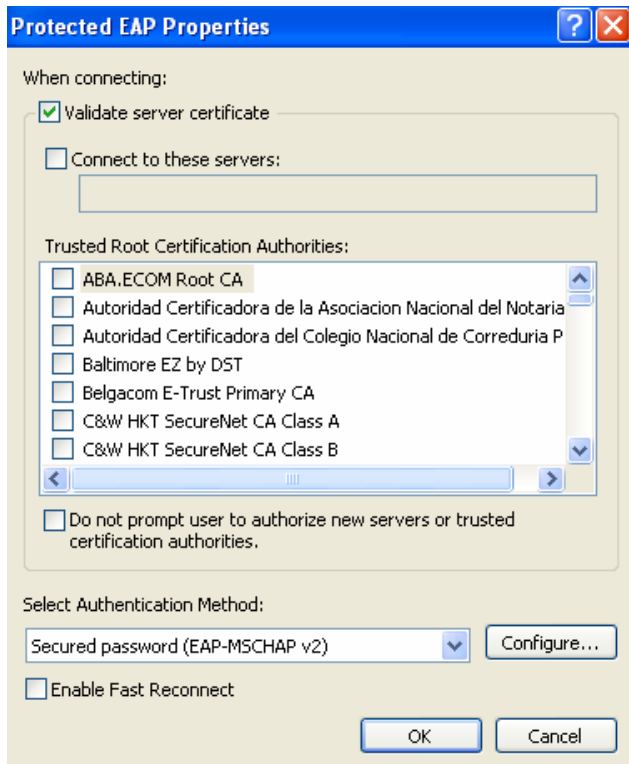 Protected EAP Properties
When connecting:
Validate server certificate
Connect to these servers:
Trusted Root Certification Authorities:
ABA.ECOM Root CA
Autoridad Certificadora de la Asociacion Nacional del Notaria
Autoridad Certificadora del Colegio Nacional de Correduria P
Baltimore EZ by DST
Belgacom E-Trust Primary CA
C&W HKT SecureNet CA Class A
C&W HKT SecureNet CA Class B
Do not prompt user to authorize new servers or trusted
certification authorities.
Select Authentication Method:
Secured password (EAP-MSCHAP v2)
Configure...
Enable Fast Reconnect
OK
Cancel